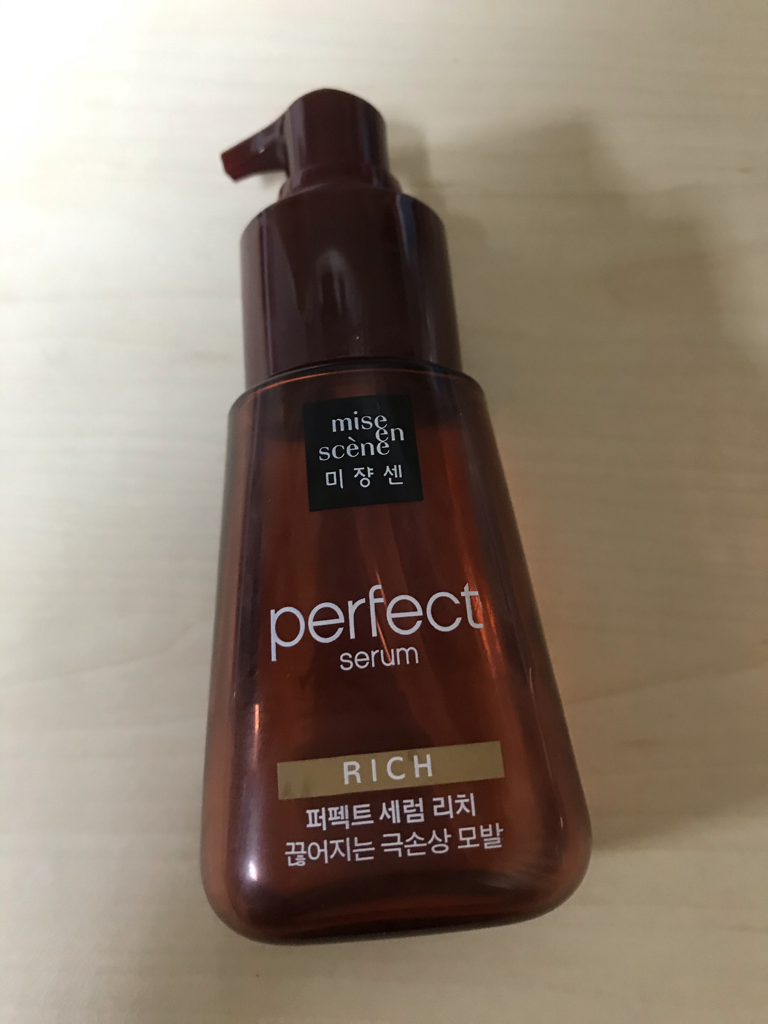 mise
en
scène
미쟝센
perfect
serum
RICH
퍼펙트 세럼 리치
끊어지는 극손상 모발